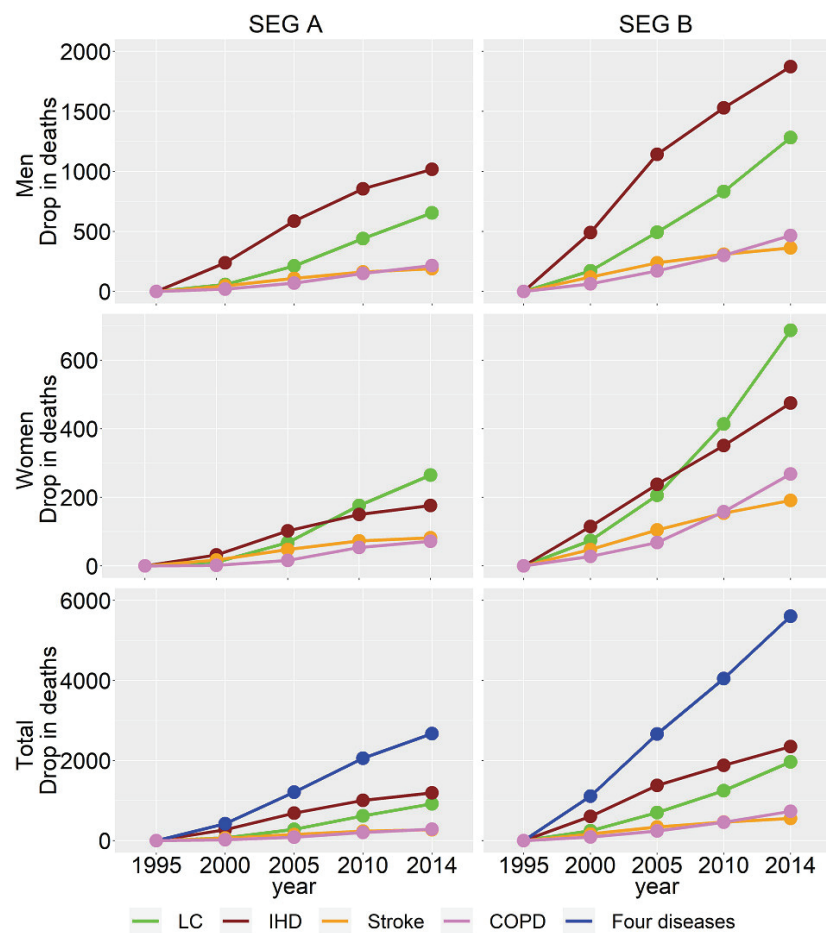 SEG A
SEG B
Men
Drop in deaths
2000
1500
1000
500
0
Women
Drop in deaths
600
400
200
0
Total
Drop in deaths
6000
4000
2000
0
1995 2000 2005 2010 2014
1995 2000 2005 2010 2014
year
year
LC IHD Stroke COPD Four diseases